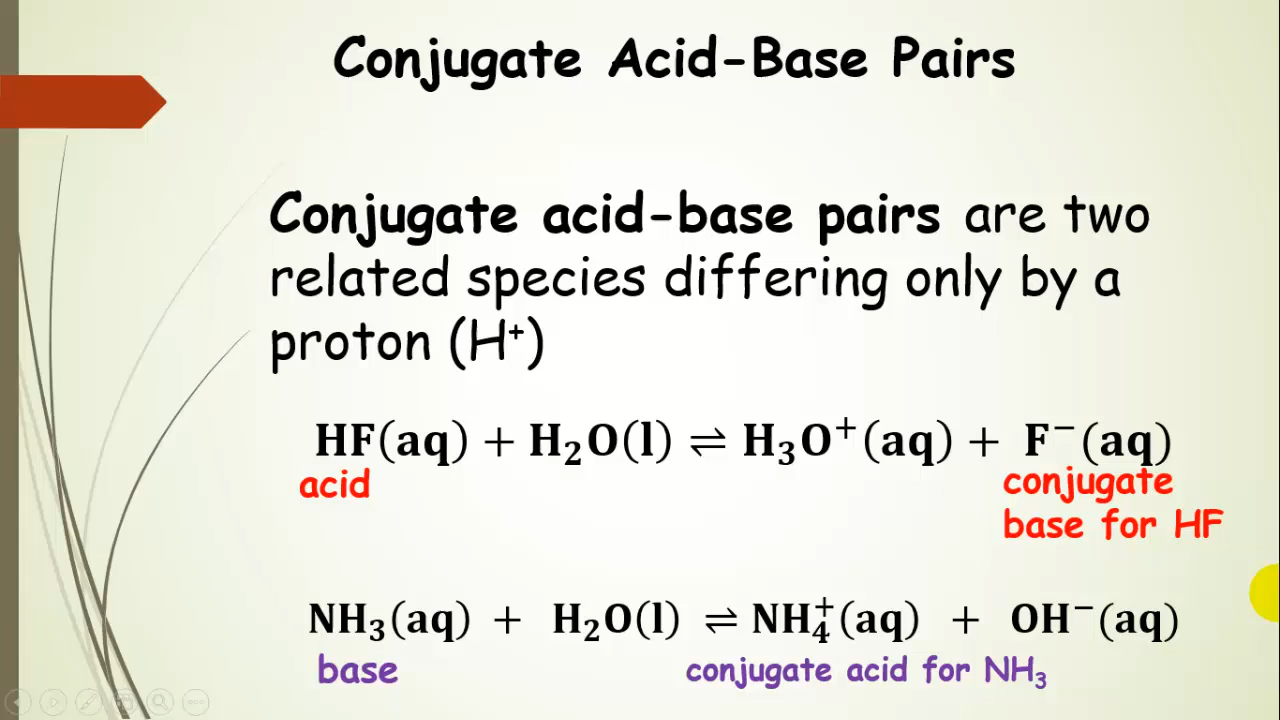 Conjugate Acid-Base Pairs
Conjugate acid-base pairs are two
related species differing only by a
proton (H⁺)
HF(aq) + H₂O(l) ⇌ H₃O⁺(aq) + F⁻(aq)
acid
conjugate
base for HF
NH₃(aq) + H₂O(l) ⇌ NH₄⁺(aq) + OH⁻(aq)
base
conjugate acid for NH₃